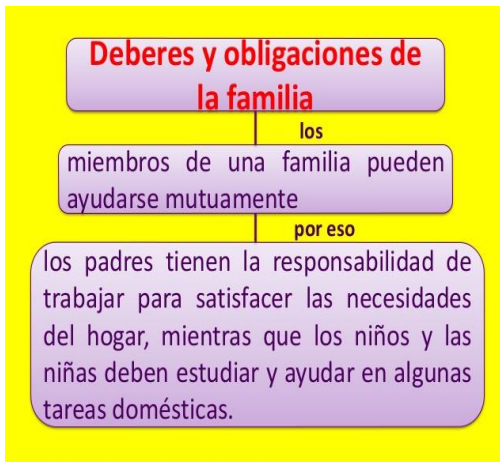 Deberes y obligaciones de
la familia
los
miembros de una familia pueden
ayudarse mutuamente
por eso
los padres tienen la responsabilidad de
trabajar para satisfacer las necesidades
del hogar, mientras que los niños y las
niñas deben estudiar y ayudar en algunas
tareas domésticas.